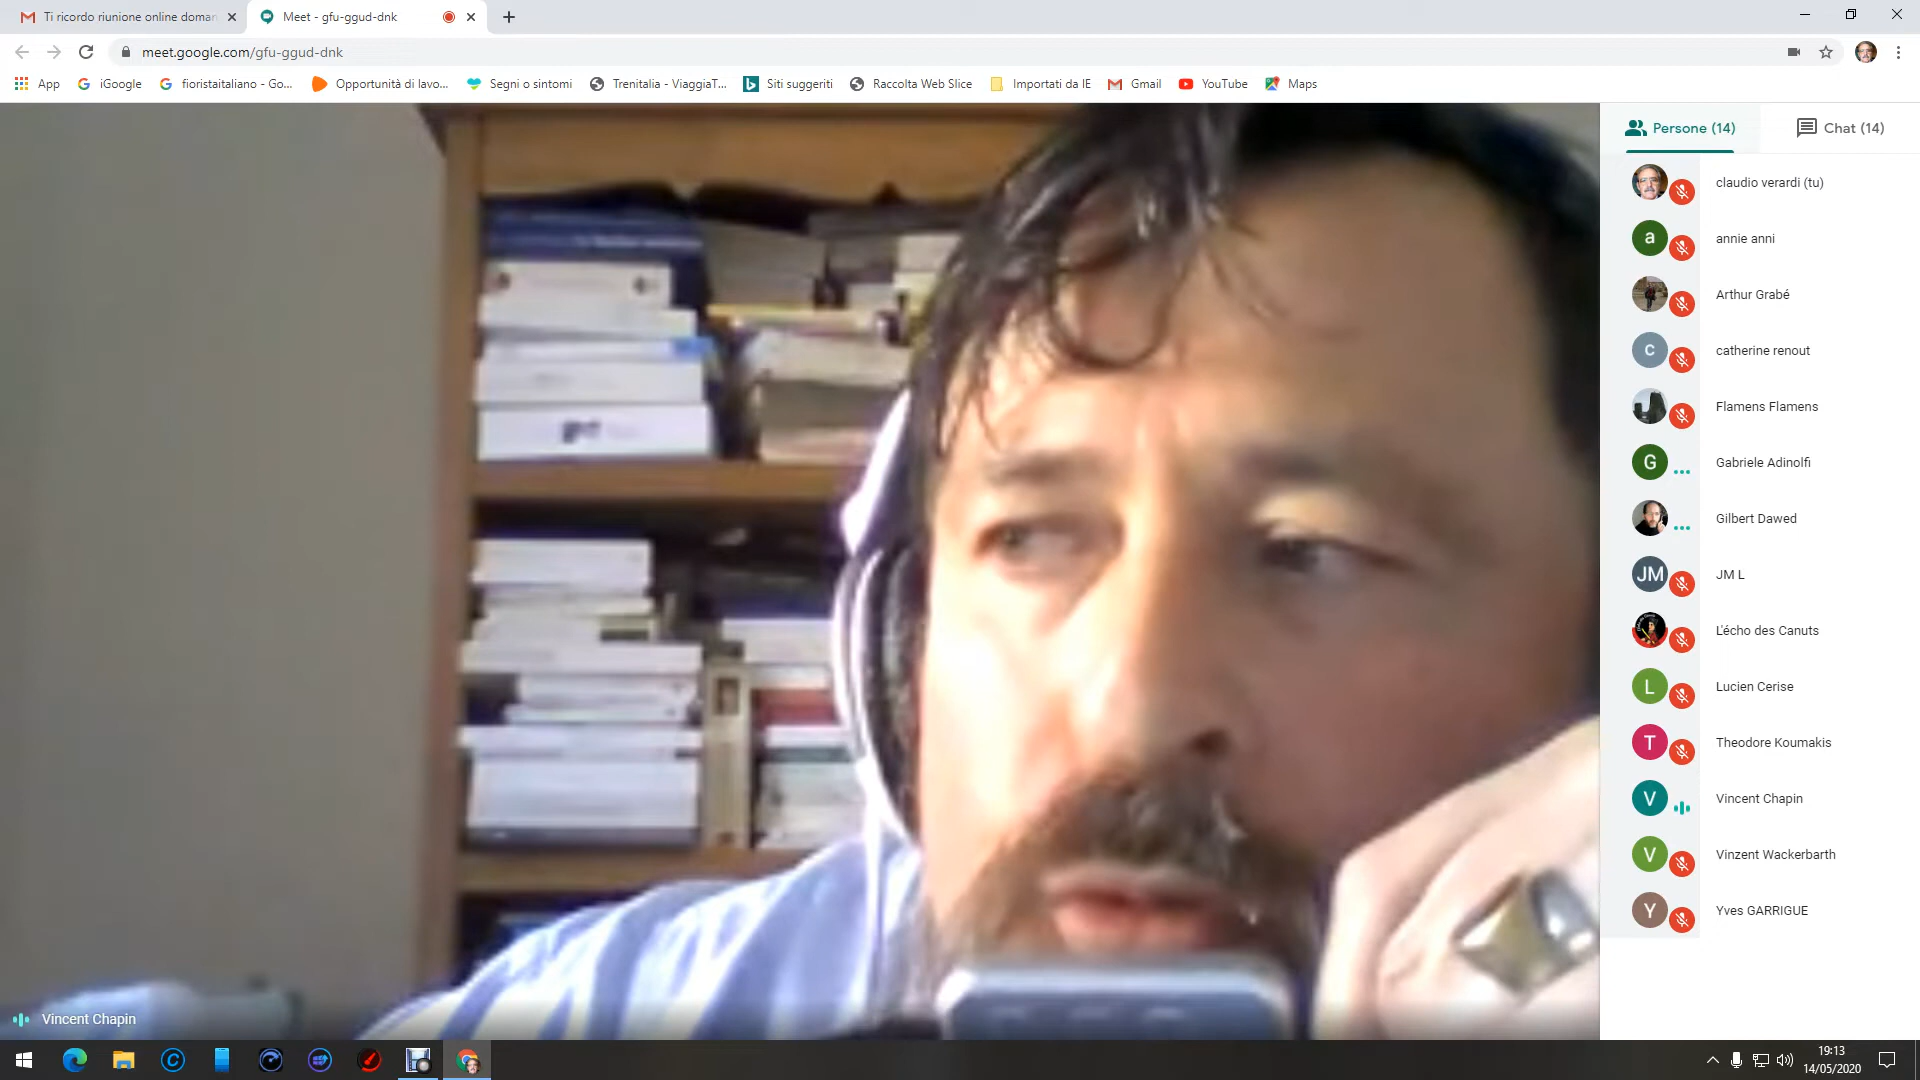 Ti ricordo riunione online doman
Meet - gfu-ggud-dnk
meet.google.com/gfu-ggud-dnk
App
iGoogle
fioristaitaliano - Go...
Opportunità di lavo...
Segni o sintomi
Trenitalia - ViaggiaT...
Siti suggeriti
Raccolta Web Slice
Importati da IE
Gmail
YouTube
Maps
Persone (14)
Chat (14)
claudio verardi (tu)
a
annie anni
Arthur Grabé
c
catherine renout
Flamens Flamens
G
Gabriele Adinolfi
Gilbert Dawed
JM
JM L
L'écho des Canuts
L
Lucien Cerise
T
Theodore Koumakis
V
Vincent Chapin
V
Vinzent Wackerbarth
Y
Yves GARRIGUE
Vincent Chapin
19:13
14/05/2020